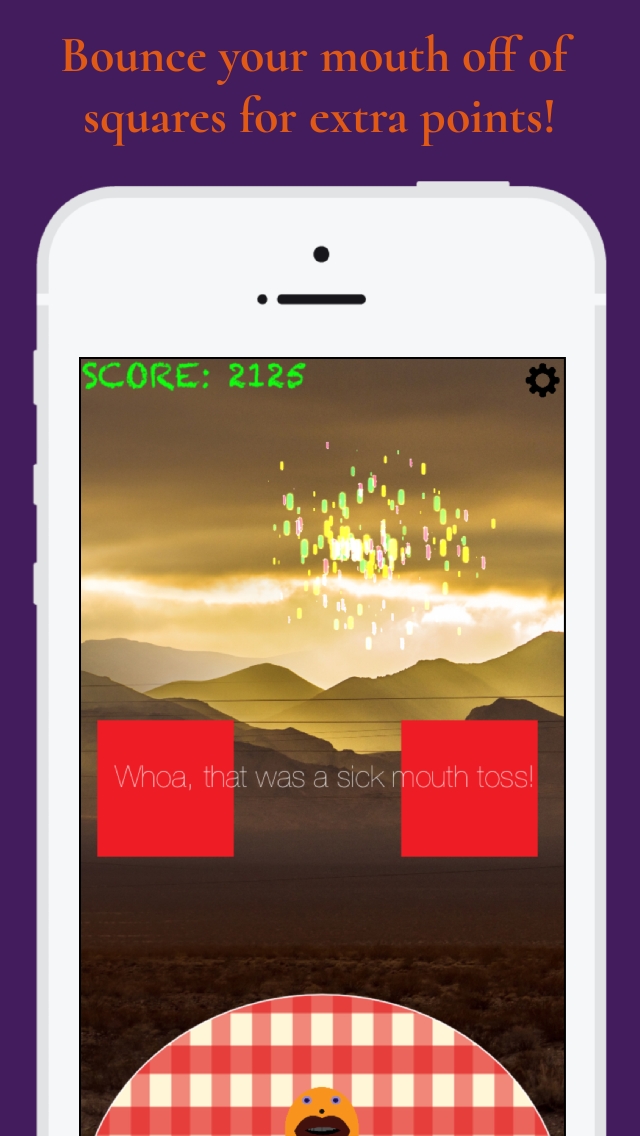 Bounce your mouth off of
squares for extra points!
SCORE: 2125
Whoa, that was a sick mouth toss!